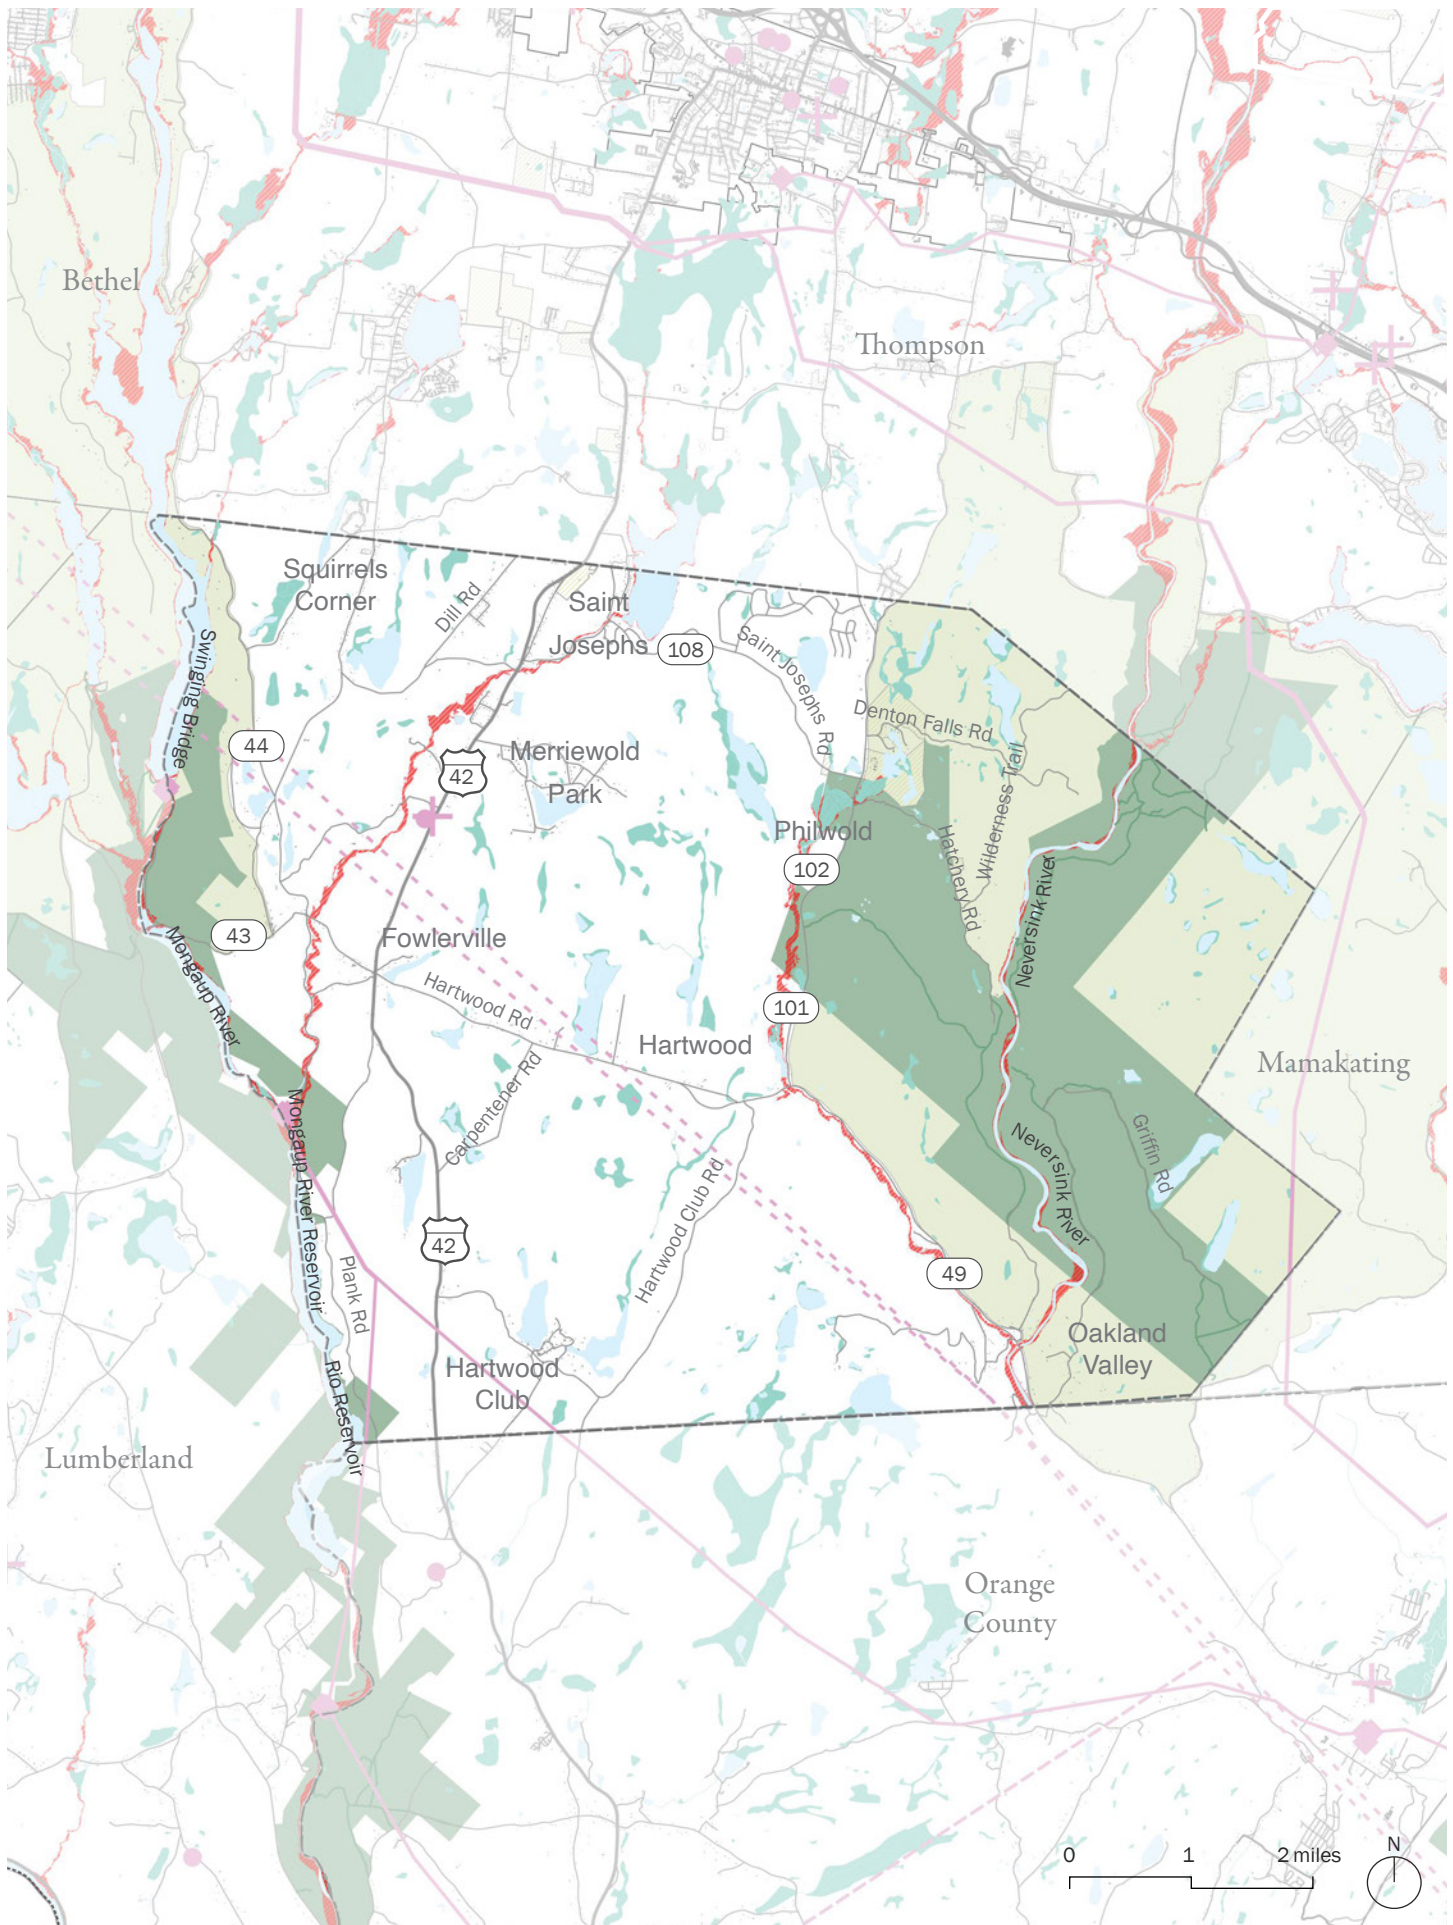 Bethel
Thompson
Squirrels
Corner
Dill Rd
Saint
Josephs
108
Saint Josephs Rd
Swinging Bridge
44
Denton Falls Rd
42
Merriewold
Park
Wilderness Trail
Philwold
102
Hatchery Rd
Neversink River
43
Mongaup River
Fowlerville
Hartwood Rd
101
Hartwood
Mamakating
Carpentener Rd
Mongaup River Reservoir
Neversink River
Griffin Rd
Hartwood Club Rd
42
Plank Rd
49
Oakland
Valley
Hartwood
Club
Rio Reservoir
Lumberland
Orange
County
0 1 2 miles
N